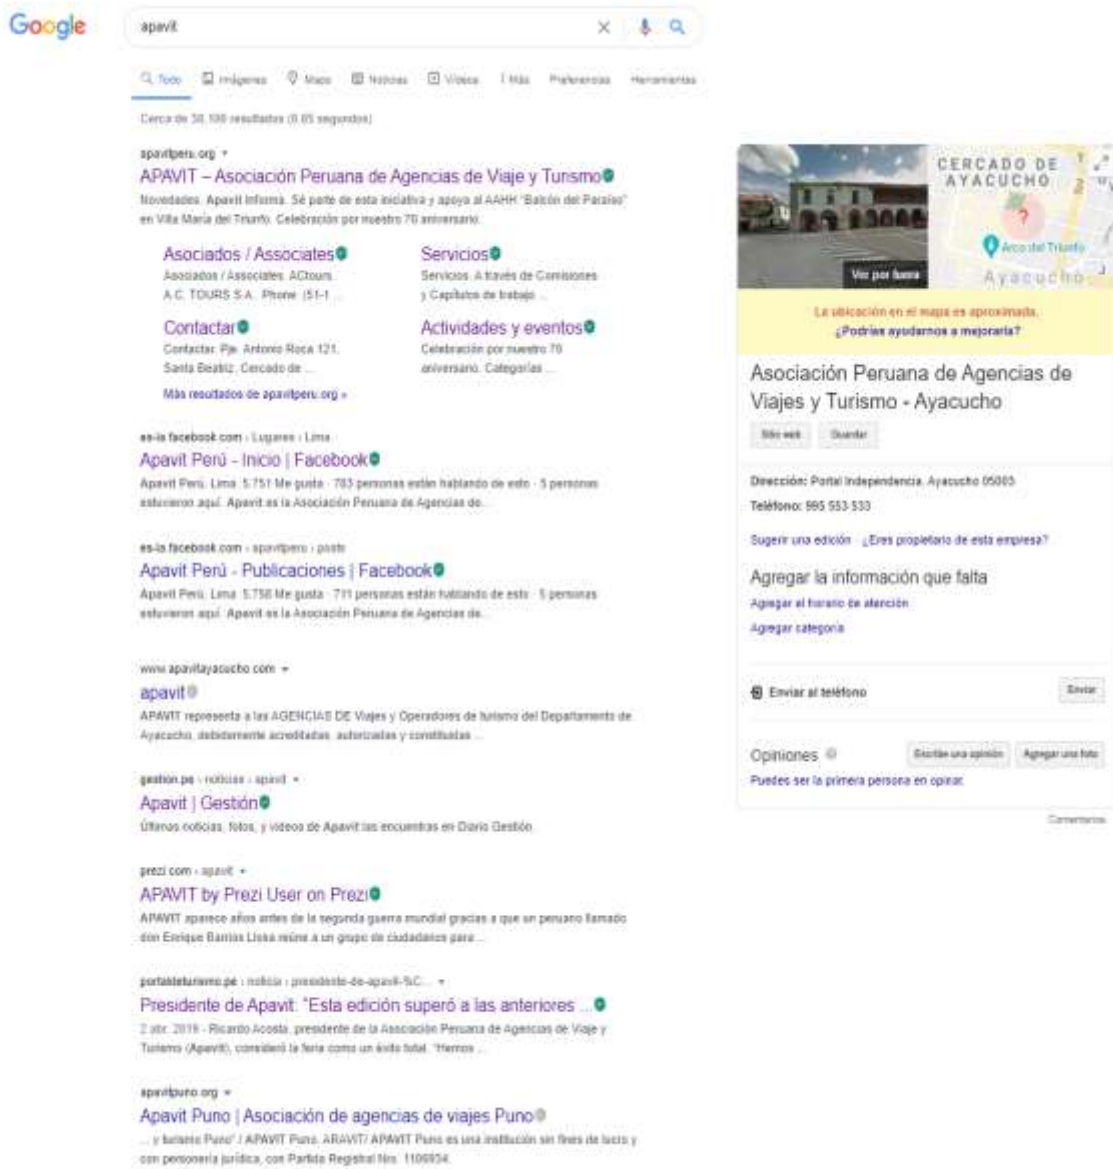 Google
apavit
Todo Imágenes Maps Noticias Vídeos Más Preferencias Herramientas
Cerca de 38,100 resultados (0.65 segundos)
apavitperu.org
APAVIT – Asociación Peruana de Agencias de Viaje y Turismo
Novedades. Apavit Informa. Sé parte de esta iniciativa y apoya al AAHH "Balcón del Paraíso"
en Villa María del Triunfo. Celebración por nuestro 70 aniversario.
Asociados / Associates
Asociados / Associates. ACtours.
A.C. TOURS S.A. Phone: (51-1 ...
Servicios
Servicios. A través de Comisiones
y Capítulos de trabajo ...
Contactar
Contactar. Pje. Antonio Roca 121,
Santa Beatriz, Cercado de ...
Actividades y eventos
Celebración por nuestro 70
aniversario. Categorías ...
Más resultados de apavitperu.org »
es-la.facebook.com › Lugares › Lima
Apavit Perú - Inicio | Facebook
Apavit Perú, Lima. 5.751 Me gusta · 783 personas están hablando de esto · 5 personas
estuvieron aquí. Apavit es la Asociación Peruana de Agencias de...
es-la.facebook.com › apavitperu › posts
Apavit Perú - Publicaciones | Facebook
Apavit Perú, Lima. 5.758 Me gusta · 711 personas están hablando de esto · 5 personas
estuvieron aquí. Apavit es la Asociación Peruana de Agencias de...
www.apavitayacucho.com
apavit
APAVIT representa a las AGENCIAS DE Viajes y Operadores de turismo del Departamento de
Ayacucho, debidamente acreditadas, autorizadas y constituidas ...
gestion.pe › noticias › apavit
Apavit | Gestión
Últimas noticias, fotos, y videos de Apavit las encuentras en Diario Gestión.
prezi.com › apavit
APAVIT by Prezi User on Prezi
APAVIT aparece años antes de la segunda guerra mundial gracias a que un peruano llamado
don Enrique Barrios Llosa reúne a un grupo de ciudadanos para ...
portaldeturismo.pe › noticia › presidente-de-apavit-%C...
Presidente de Apavit: "Esta edición superó a las anteriores ...
2 abr. 2019 - Ricardo Acosta, presidente de la Asociación Peruana de Agencias de Viaje y
Turismo (Apavit), consideró la feria como un éxito total. "Hemos ...
apavitpuno.org
Apavit Puno | Asociación de agencias de viajes Puno
... y turismo Puno" / APAVIT Puno. ARAVIT/ APAVIT Puno es una institución sin fines de lucro y
con personería jurídica, con Partida Registral Nro.
CERCADO DE
AYACUCHO
Arco del Triunfo
Ayacucho
Ver por fuera
La ubicación en el mapa es aproximada.
¿Podrías ayudarnos a mejorarla?
Asociación Peruana de Agencias de
Viajes y Turismo - Ayacucho
Sitio web Guardar
Dirección: Portal Independencia, Ayacucho 05003
Teléfono: 995 553 533
Sugerir una edición · ¿Eres propietario de esta empresa?
Agregar la información que falta
Agregar el horario de atención
Agregar categoría
Enviar al teléfono
Enviar
Opiniones
Escribe una opinión Agregar una foto
Puedes ser la primera persona en opinar.
Comentarios